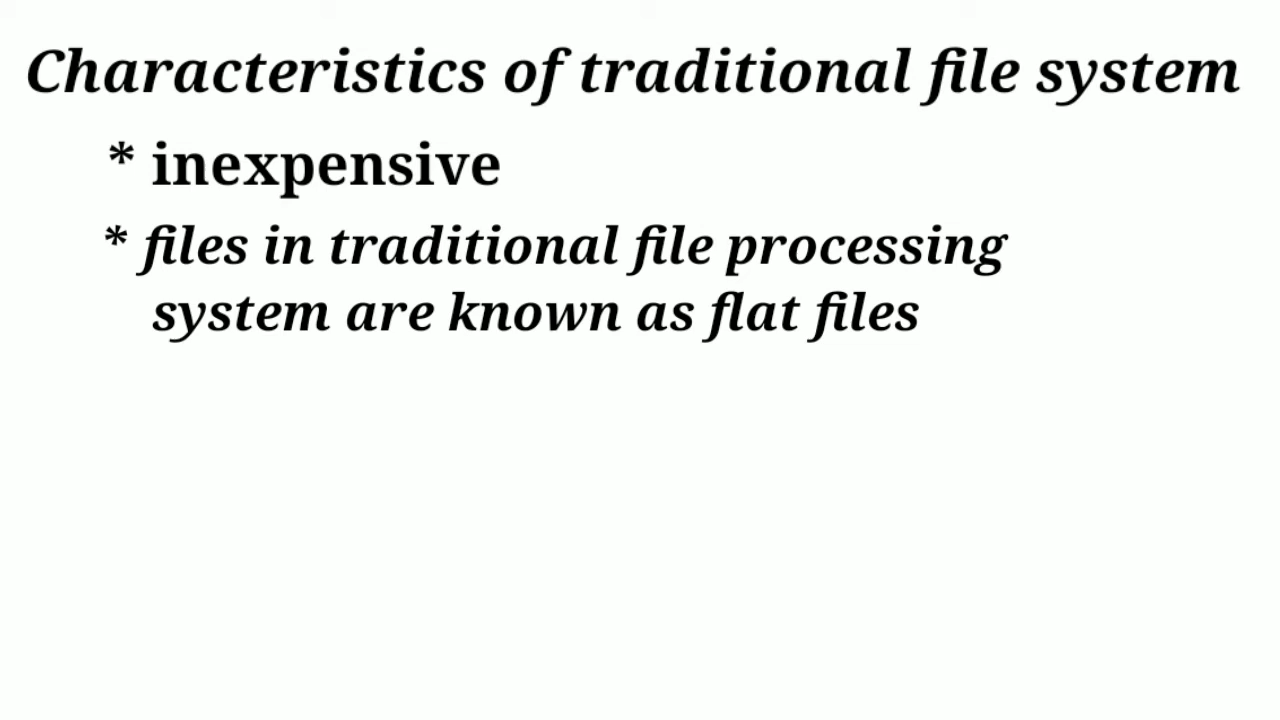 Characteristics of traditional file system
* inexpensive
* files in traditional file processing
system are known as flat files